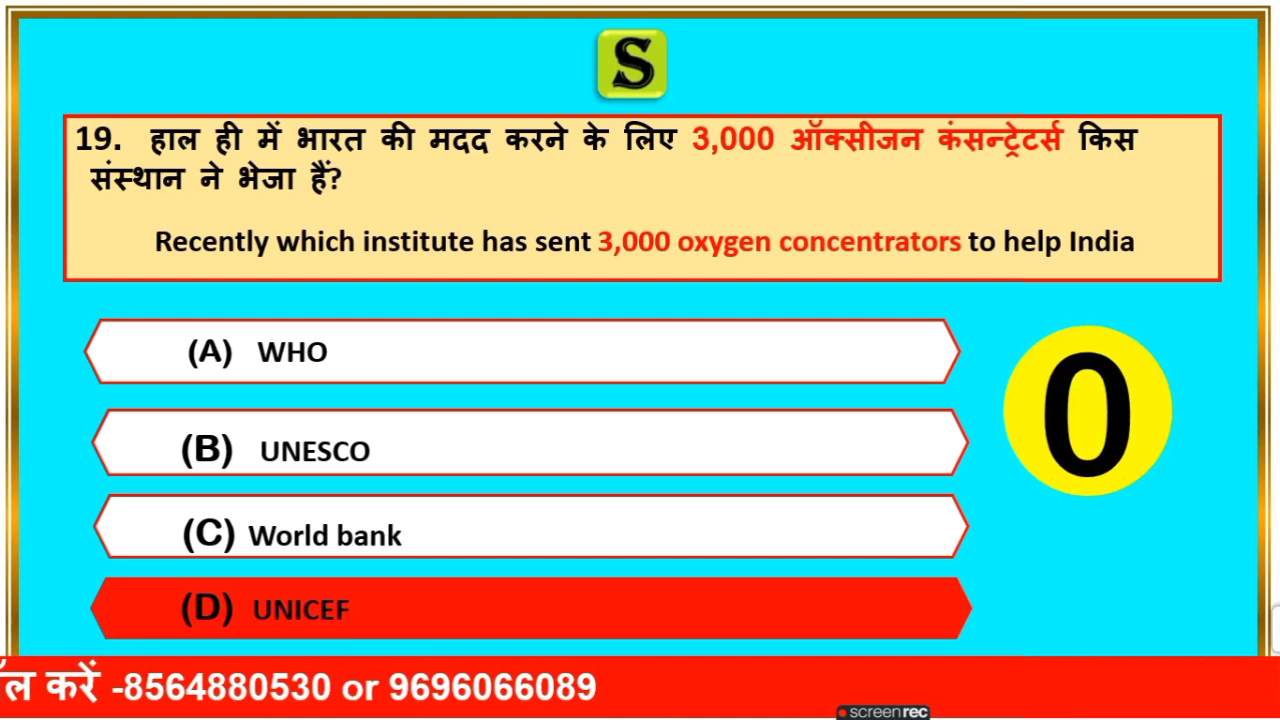 S
19. हाल ही में भारत की मदद करने के लिए 3,000 ऑक्सीजन कंसन्ट्रेटर्स किस
संस्थान ने भेजा हैं?
Recently which institute has sent 3,000 oxygen concentrators to help India
(A) WHO
(B) UNESCO
(C) World bank
(D) UNICEF
0
करें -8564880530 or 9696066089
screenrec